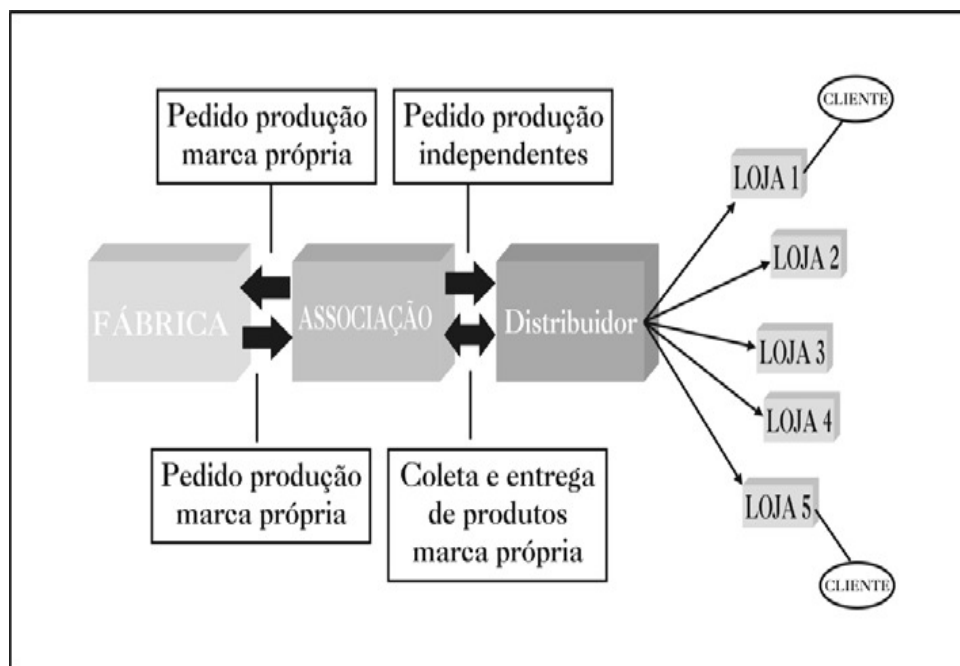 Pedido produção
marca própria
Pedido produção
independentes
CLIENTE
LOJA 1
LOJA 2
FÁBRICA
ASSOCIAÇÃO
Distribuidor
LOJA 3
LOJA 4
Pedido produção
marca própria
Coleta e entrega
de produtos
marca própria
LOJA 5
CLIENTE